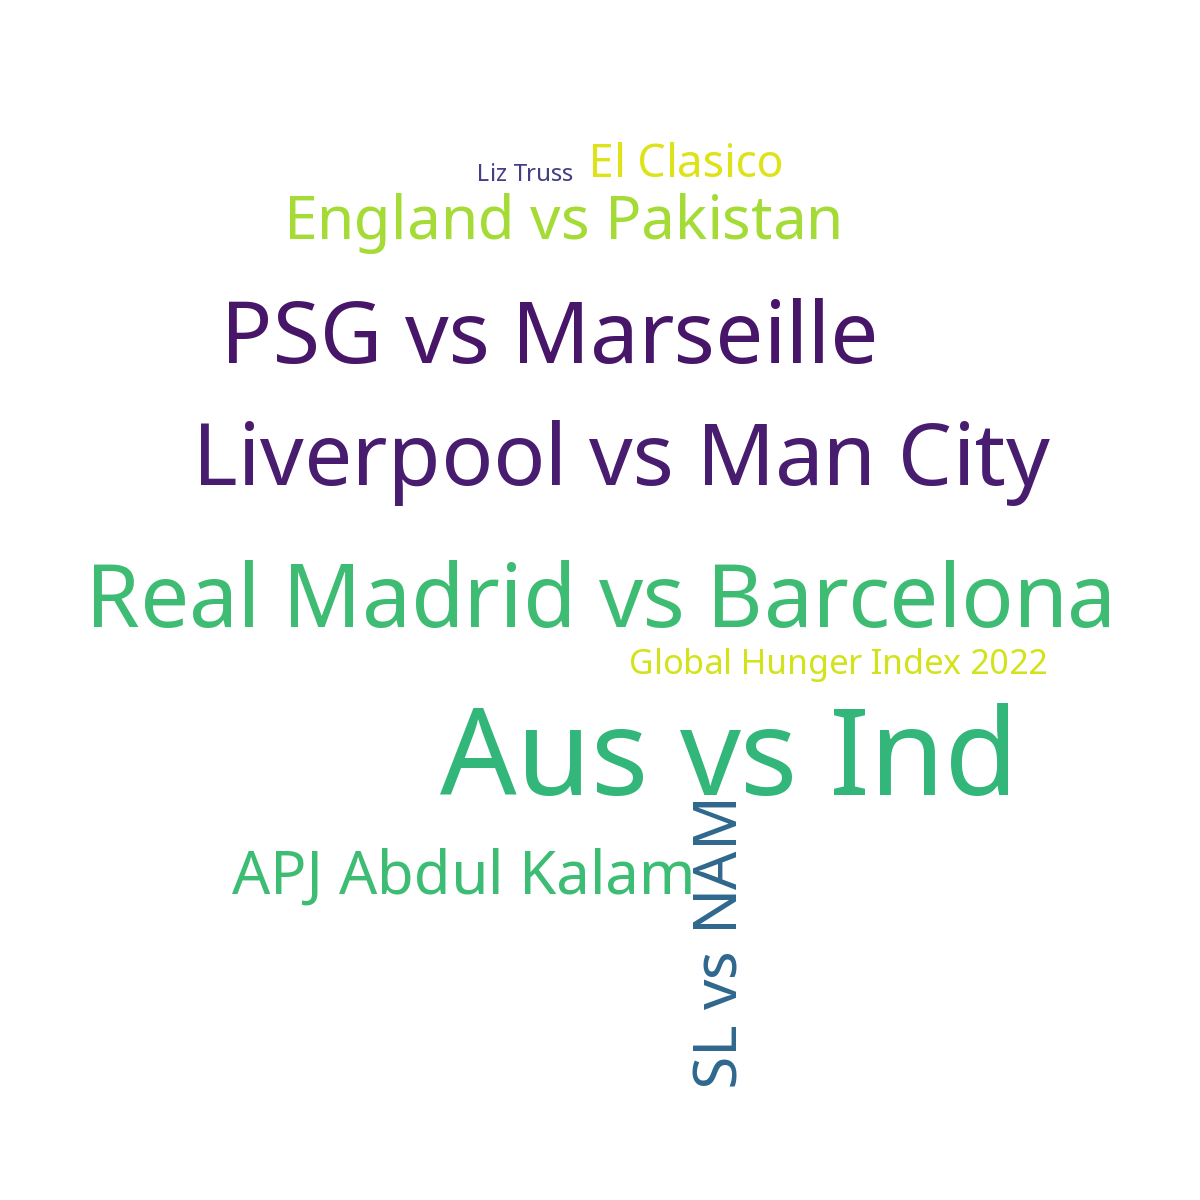 Liz Truss
El Clasico
England vs Pakistan
PSG vs Marseille
Liverpool vs Man City
Real Madrid vs Barcelona
Global Hunger Index 2022
Aus vs Ind
APJ Abdul Kalam
SL vs NAM